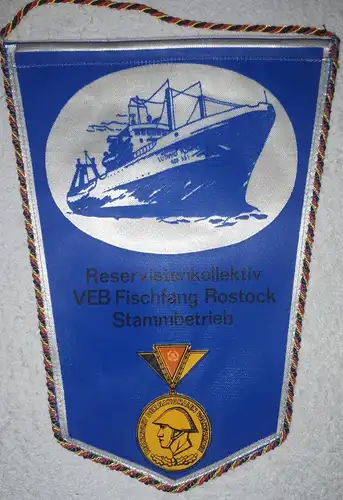 Reservistenkollektiv
VEB Fischfang Rostock
Stammbetrieb